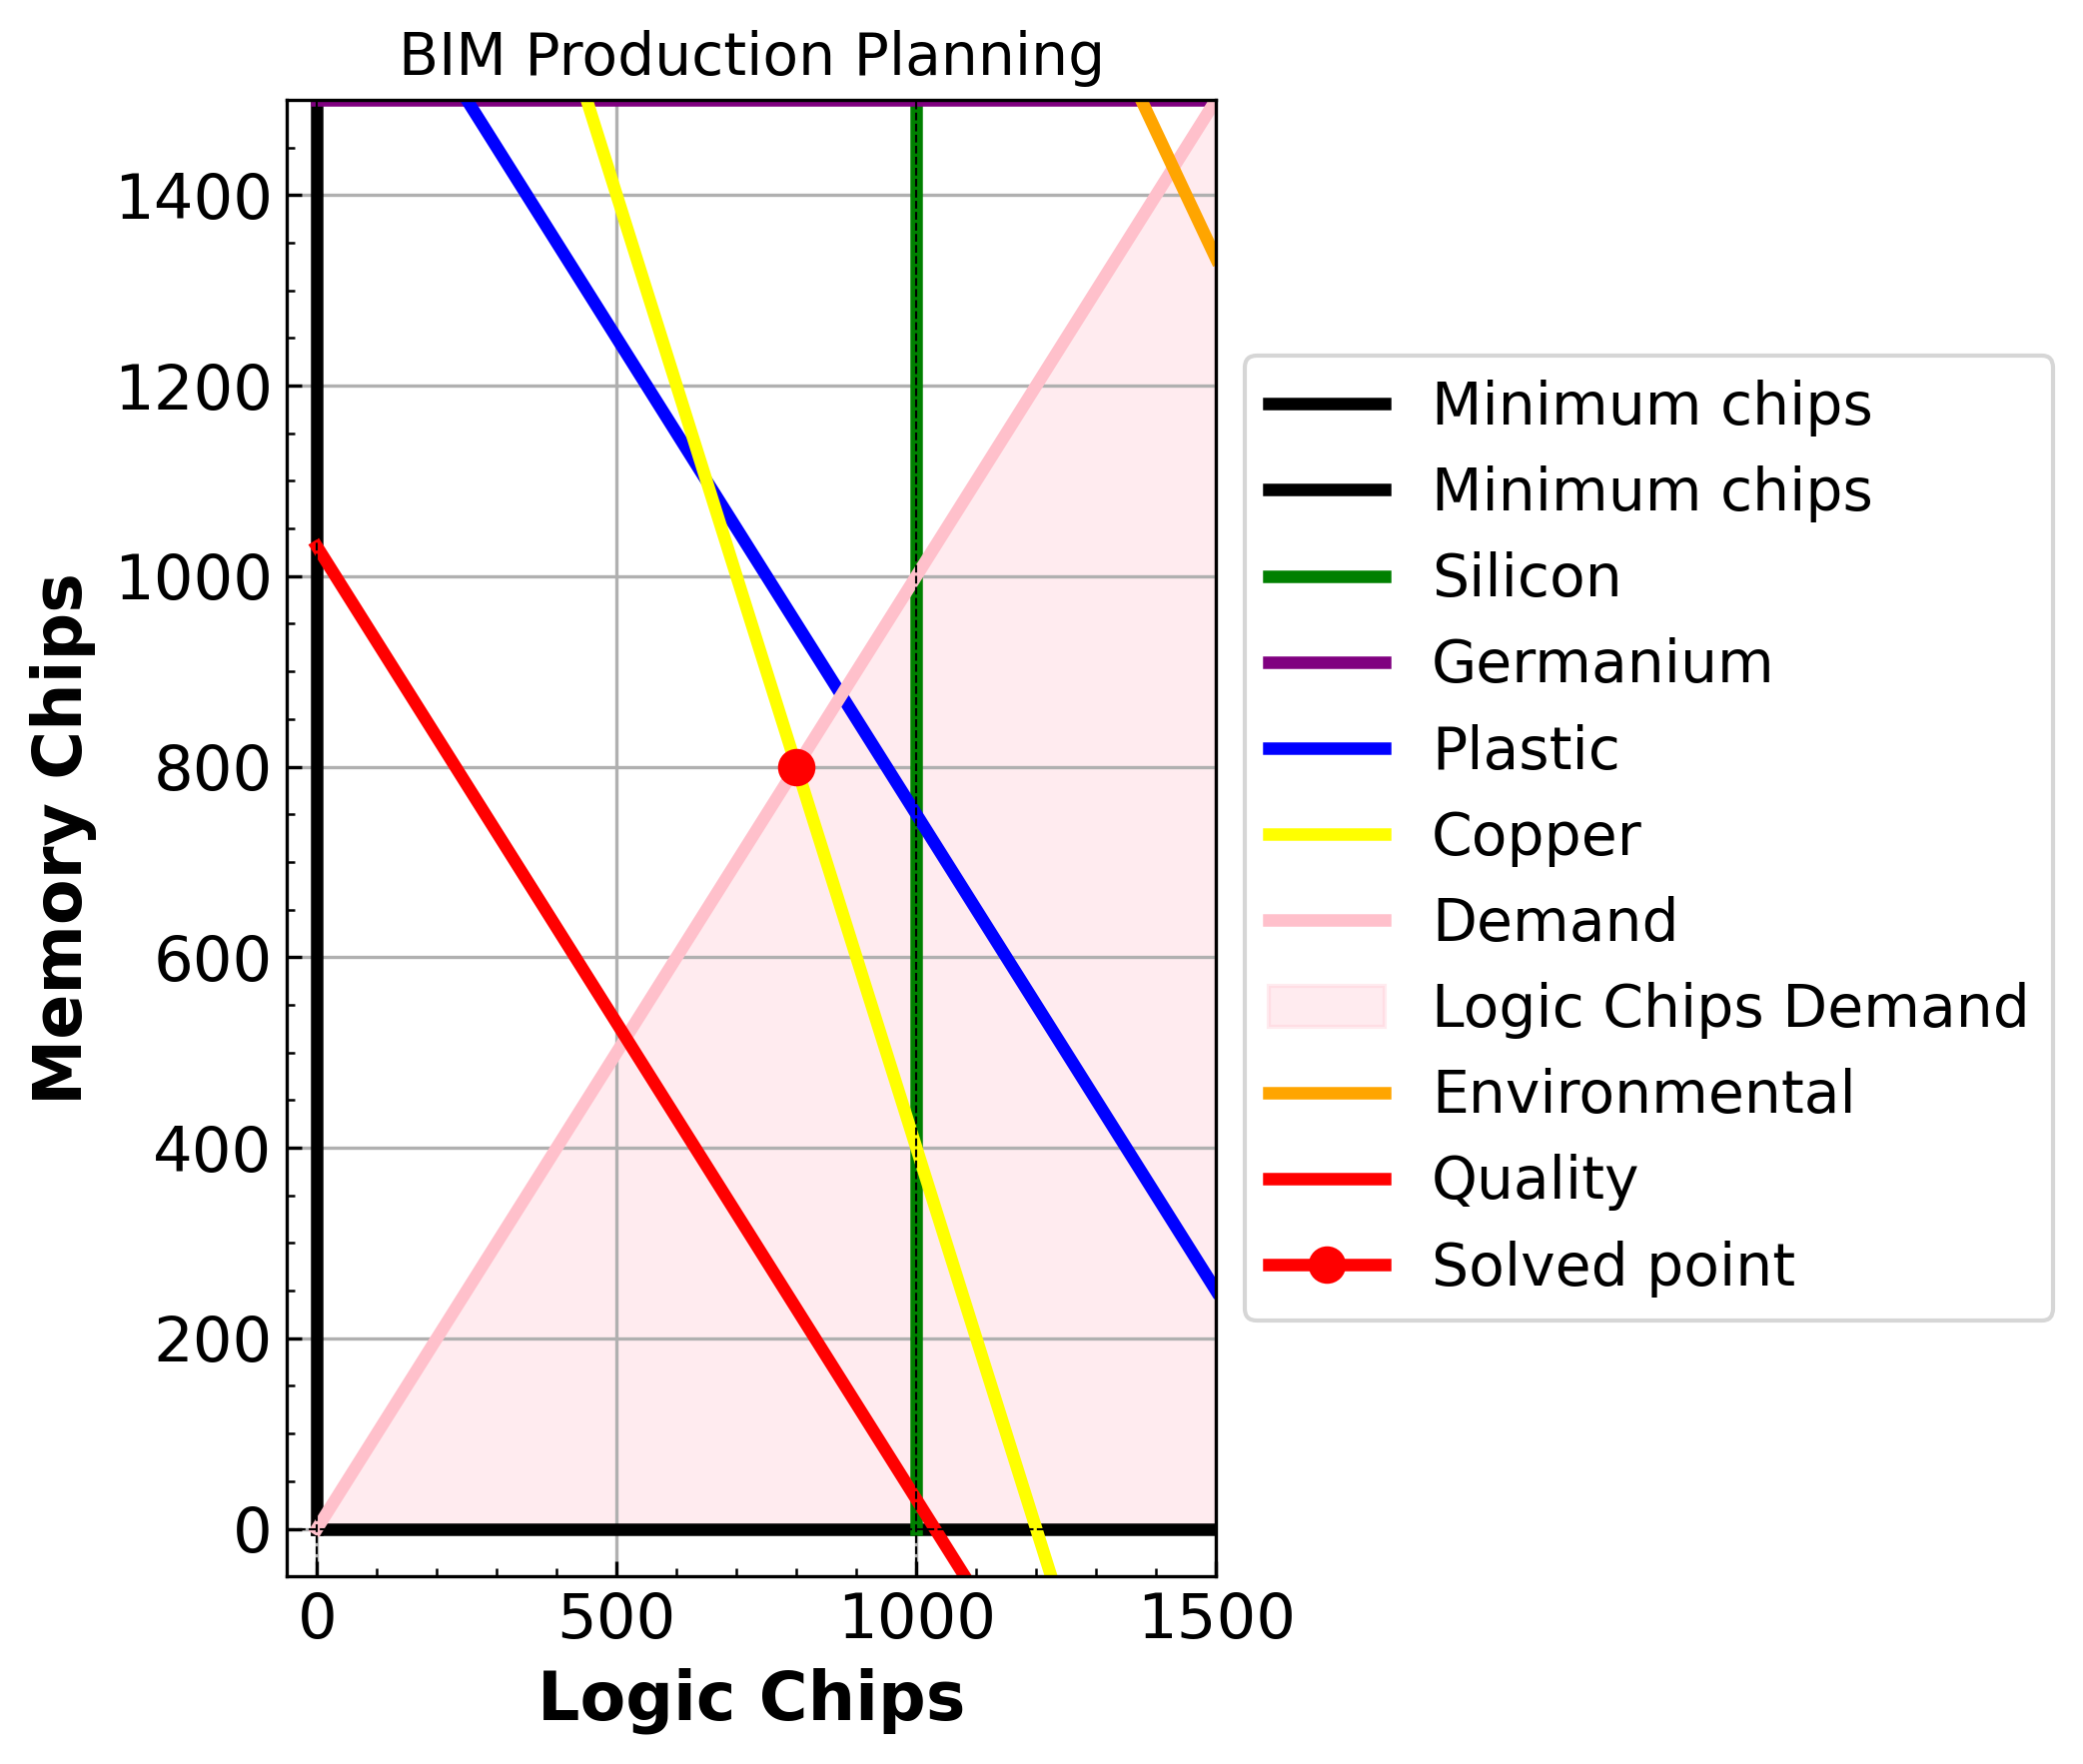 BIM Production Planning
1400
1200
1000
800
600
400
200
0
Memory Chips
0 500 1000 1500
Logic Chips
Minimum chips
Minimum chips
Silicon
Germanium
Plastic
Copper
Demand
Logic Chips Demand
Environmental
Quality
Solved point